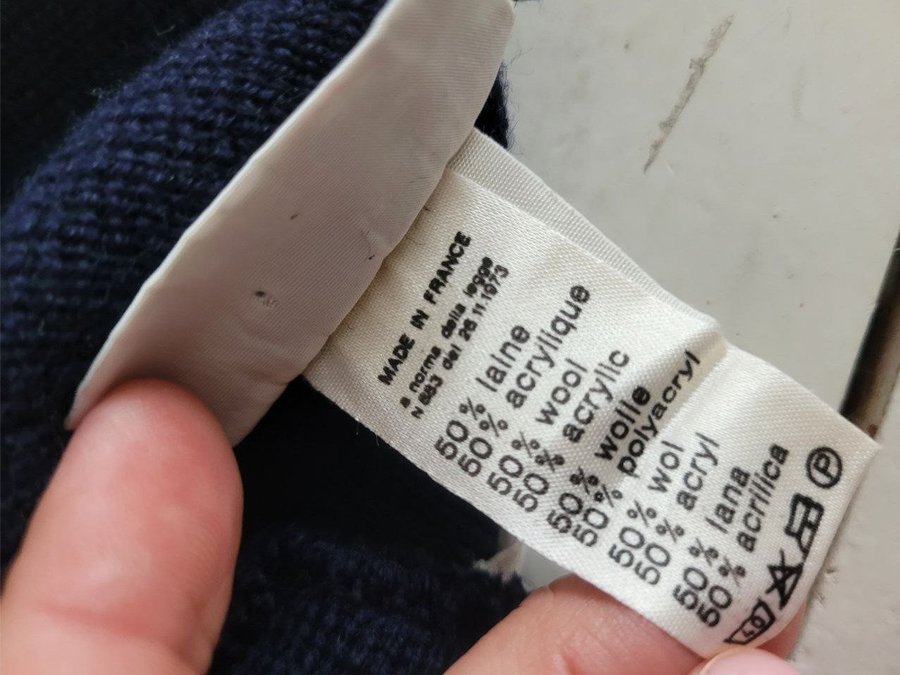 MADE IN FRANCE
a norma della legge
N 883 del 26 11 1973
50% laine
50% acrylique
50% wool
50% acrylic
50% wolle
50% polyacryl
50% wol
50% acryl
50% lana
50% acrilica
40
P